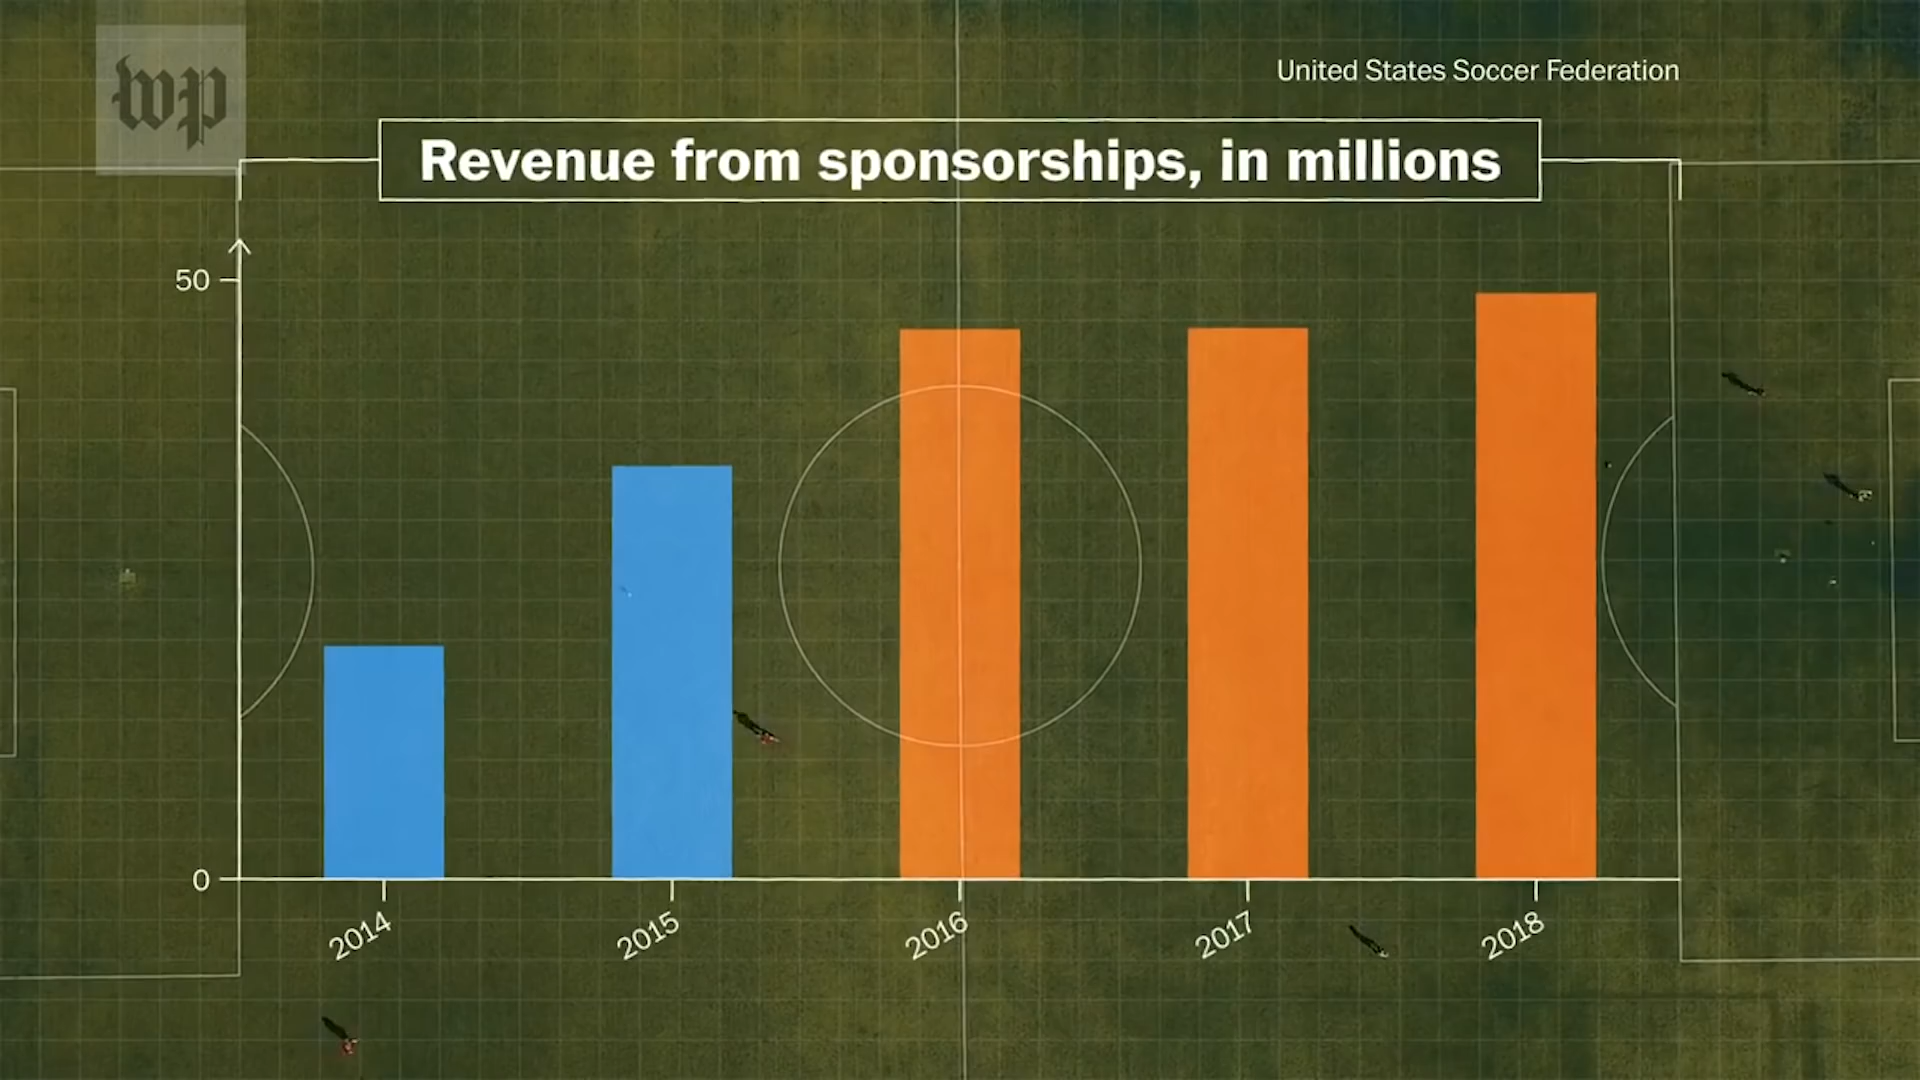 wp
United States Soccer Federation
Revenue from sponsorships, in millions
50
0
2014
2015
2016
2017
2018